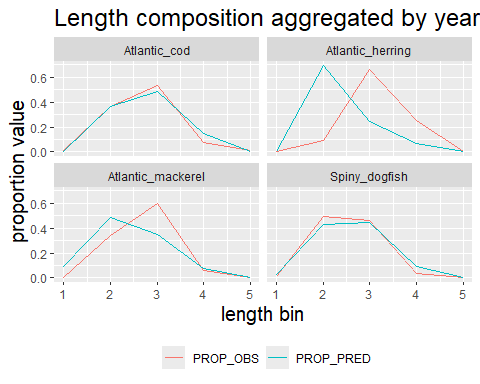 Length composition aggregated by year
Atlantic_cod
Atlantic_herring
0.6
0.4
0.2
0.0
Atlantic_mackerel
Spiny_dogfish
0.6
0.4
0.2
0.0
proportion value
1 2 3 4 5
1 2 3 4 5
length bin
PROP_OBS PROP_PRED